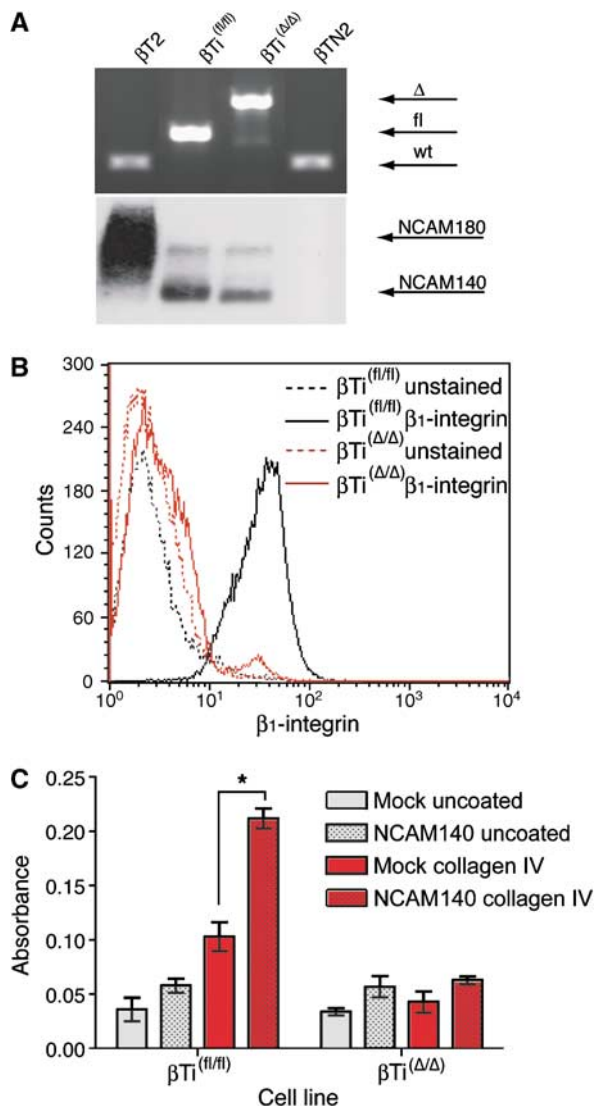 A
βT2 βTi(fl/fl) βTi(Δ/Δ) βTN2
Δ
fl
wt
NCAM180
NCAM140
B
300
240
180
120
60
0
Counts
10⁰ 10¹ 10² 10³ 10⁴
β1-integrin
βTi(fl/fl) unstained
βTi(fl/fl) β1-integrin
βTi(Δ/Δ) unstained
βTi(Δ/Δ) β1-integrin
C
0.25
0.20
0.15
0.10
0.05
0.00
Absorbance
*
Mock uncoated
NCAM140 uncoated
Mock collagen IV
NCAM140 collagen IV
βTi(fl/fl) βTi(Δ/Δ)
Cell line